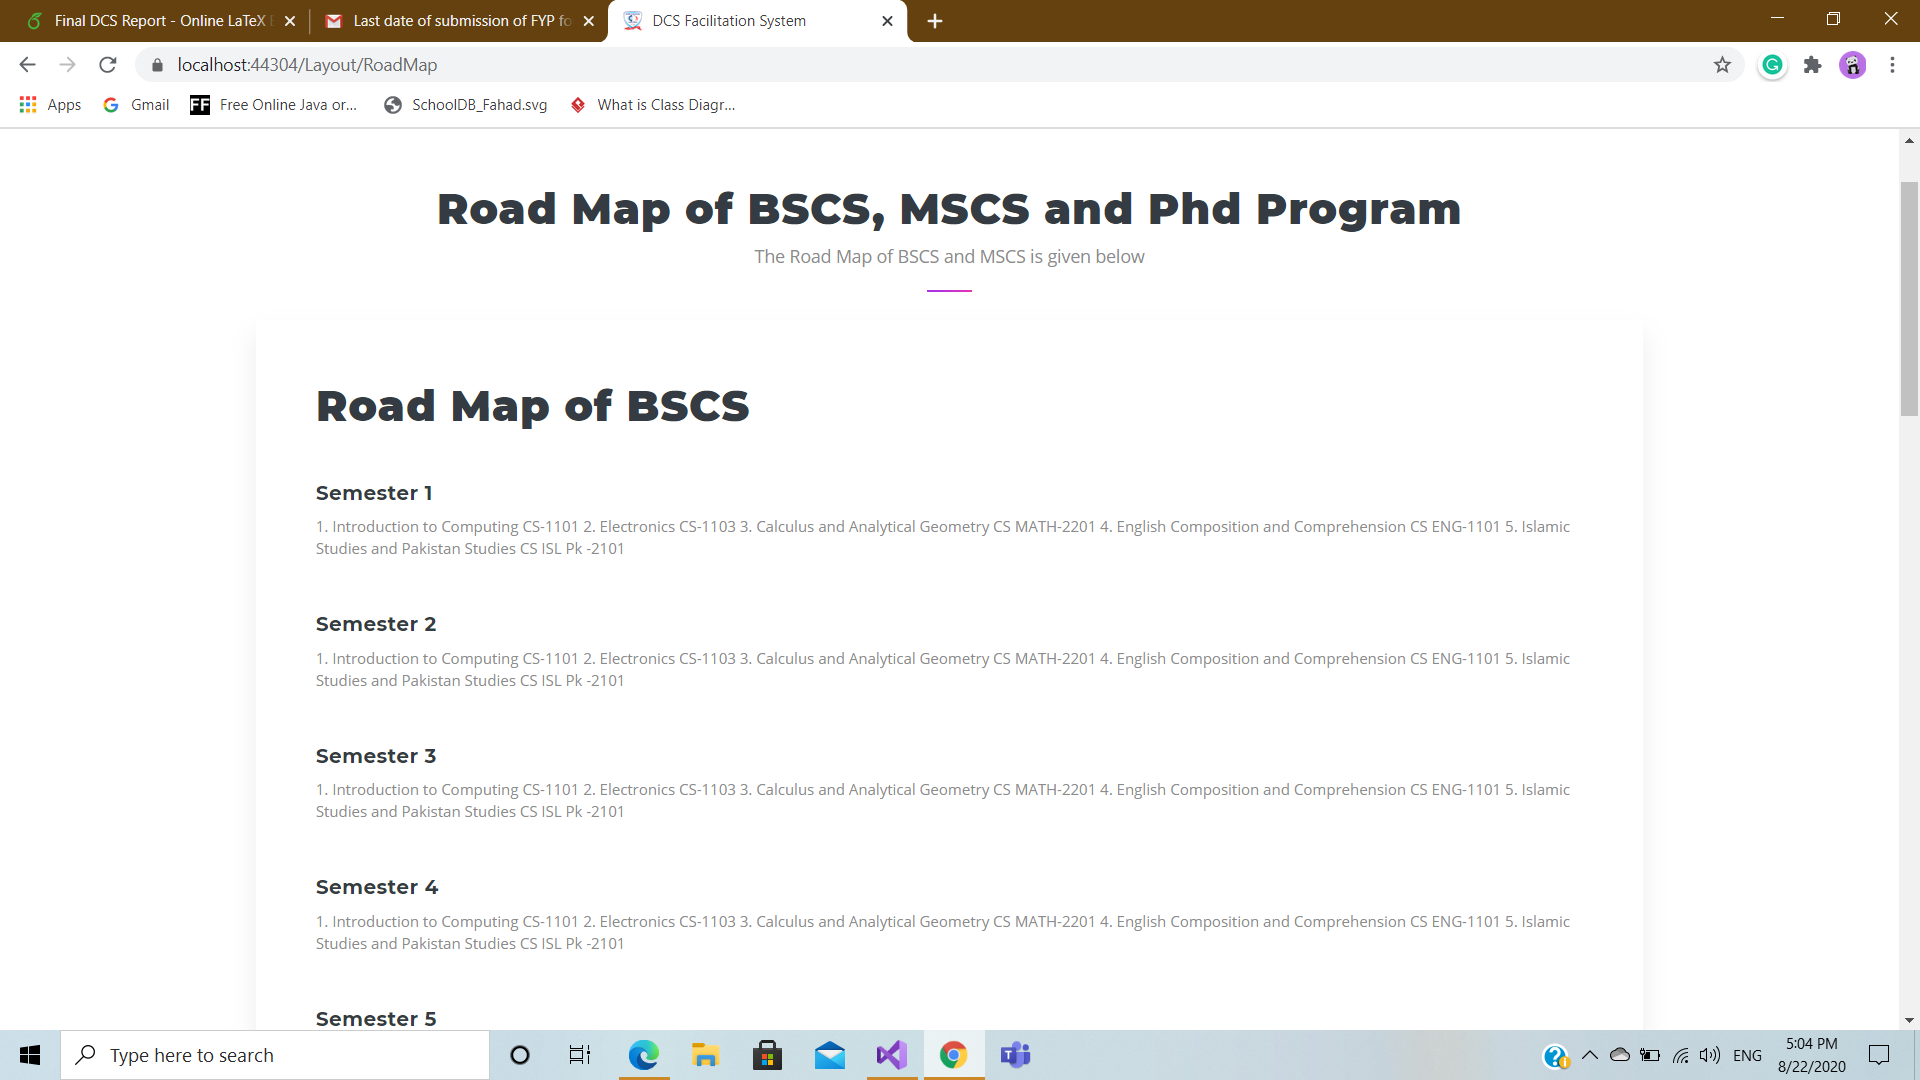 Final DCS Report - Online LaTeX
Last date of submission of FYP fo
DCS Facilitation System
localhost:44304/Layout/RoadMap
Apps
Gmail
FF
Free Online Java or...
SchoolDB_Fahad.svg
What is Class Diagr...
Road Map of BSCS, MSCS and Phd Program
The Road Map of BSCS and MSCS is given below
Road Map of BSCS
Semester 1
1. Introduction to Computing CS-1101 2. Electronics CS-1103 3. Calculus and Analytical Geometry CS MATH-2201 4. English Composition and Comprehension CS ENG-1101 5. Islamic
Studies and Pakistan Studies CS ISL Pk -2101
Semester 2
1. Introduction to Computing CS-1101 2. Electronics CS-1103 3. Calculus and Analytical Geometry CS MATH-2201 4. English Composition and Comprehension CS ENG-1101 5. Islamic
Studies and Pakistan Studies CS ISL Pk -2101
Semester 3
1. Introduction to Computing CS-1101 2. Electronics CS-1103 3. Calculus and Analytical Geometry CS MATH-2201 4. English Composition and Comprehension CS ENG-1101 5. Islamic
Studies and Pakistan Studies CS ISL Pk -2101
Semester 4
1. Introduction to Computing CS-1101 2. Electronics CS-1103 3. Calculus and Analytical Geometry CS MATH-2201 4. English Composition and Comprehension CS ENG-1101 5. Islamic
Studies and Pakistan Studies CS ISL Pk -2101
Semester 5
Type here to search
ENG
5:04 PM
8/22/2020